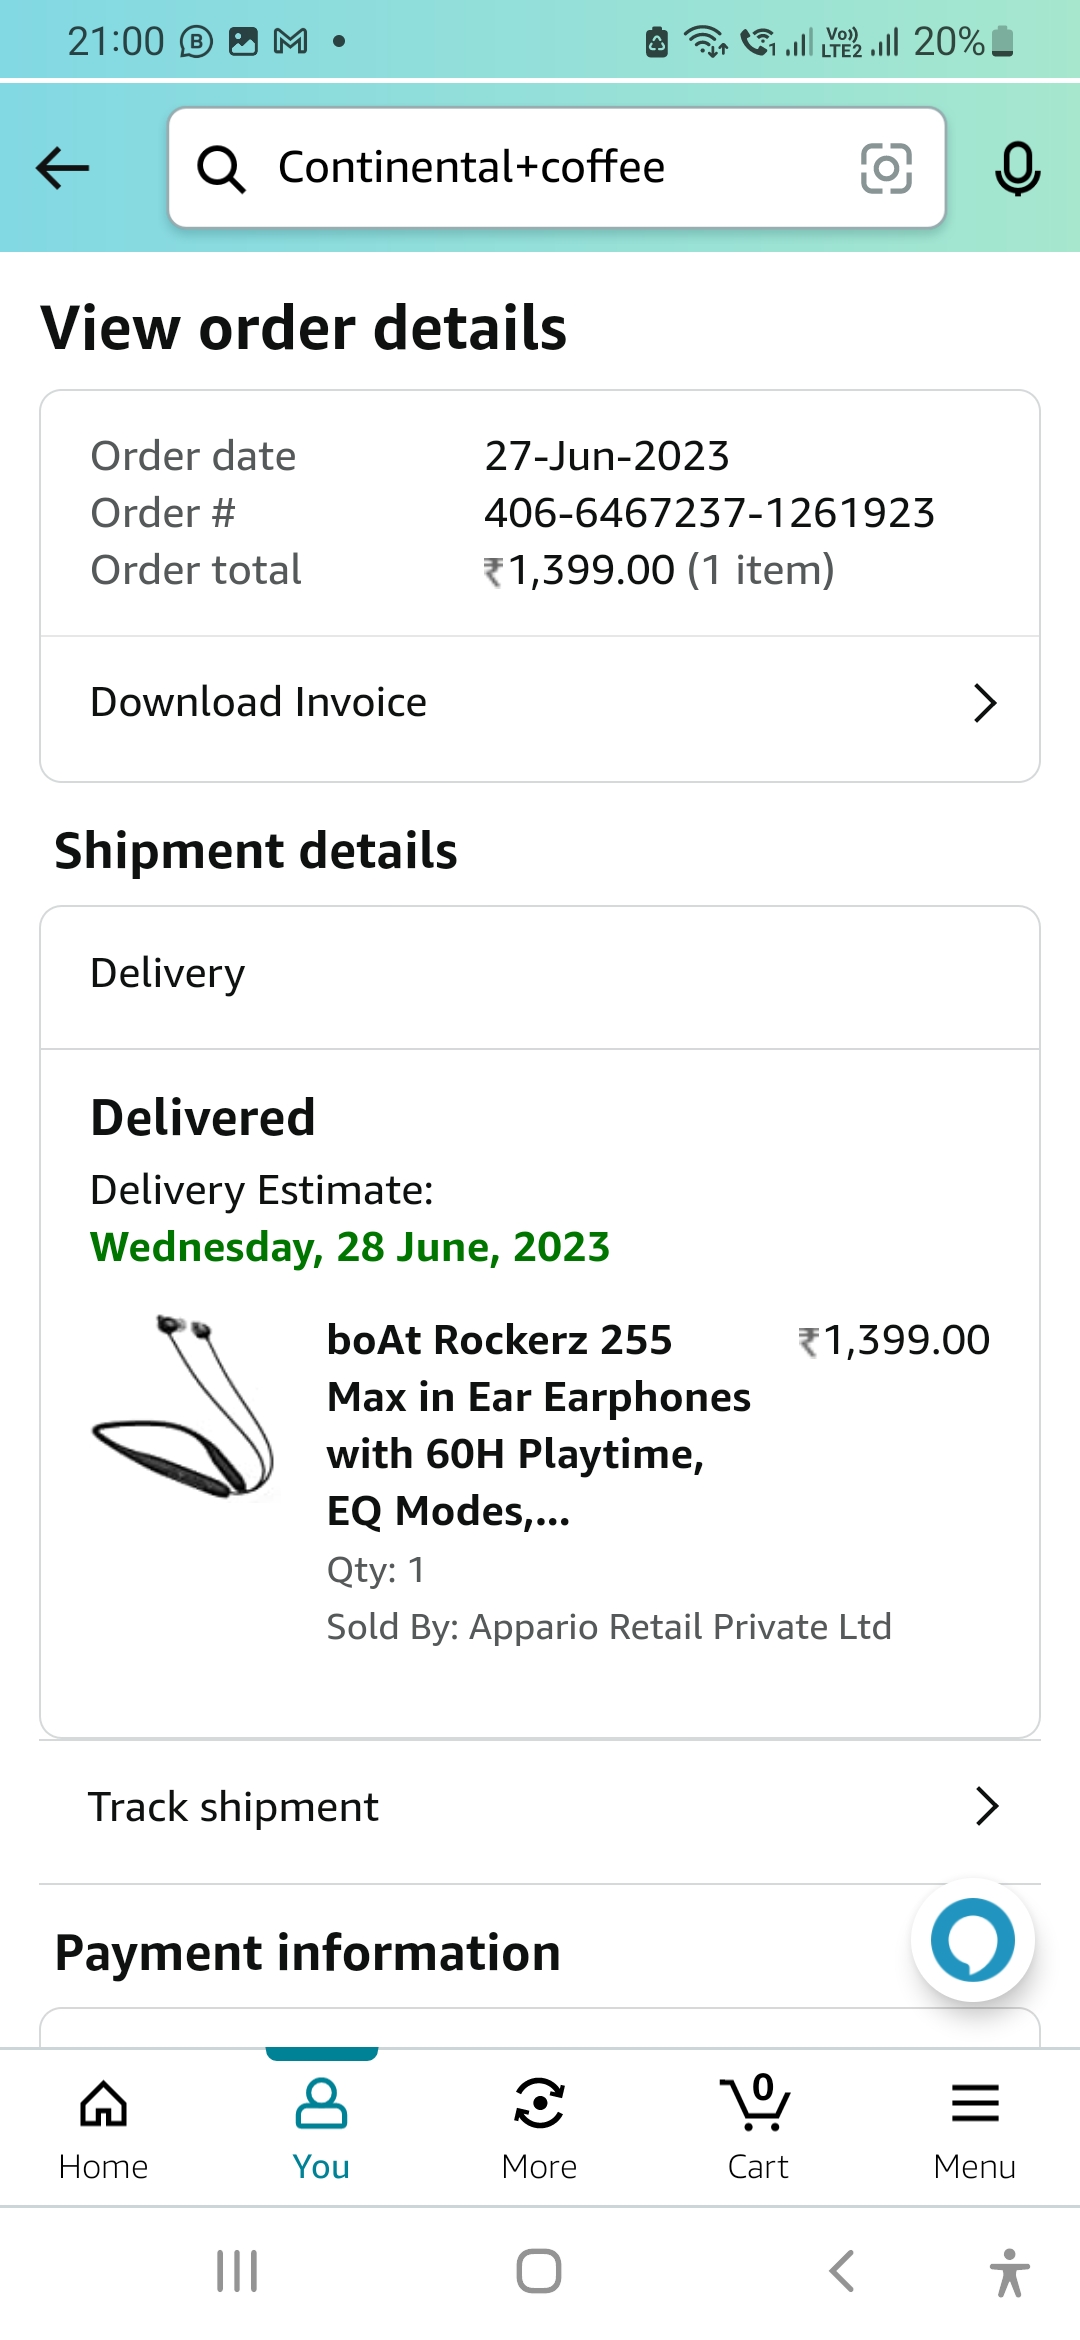 21:00
Vo))
LTE2
20%
Continental+coffee
View order details
Order date 27-Jun-2023
Order # 406-6467237-1261923
Order total ₹1,399.00 (1 item)
Download Invoice
Shipment details
Delivery
Delivered
Delivery Estimate:
Wednesday, 28 June, 2023
boAt Rockerz 255 ₹1,399.00
Max in Ear Earphones
with 60H Playtime,
EQ Modes,...
Qty: 1
Sold By: Appario Retail Private Ltd
Track shipment
Payment information
0
Home You More Cart Menu